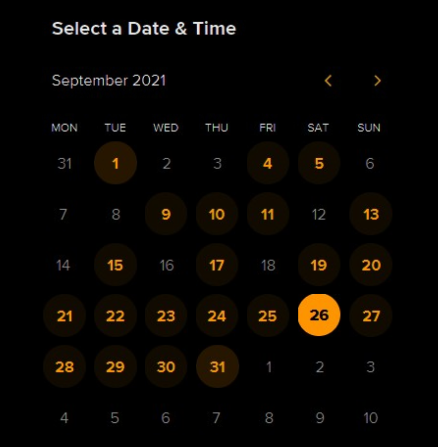 Select a Date & Time
September 2021
MON TUE WED THU FRI SAT SUN
31 1 2 3 4 5 6
7 8 9 10 11 12 13
14 15 16 17 18 19 20
21 22 23 24 25 26 27
28 29 30 31 1 2 3
4 5 6 7 8 9 10